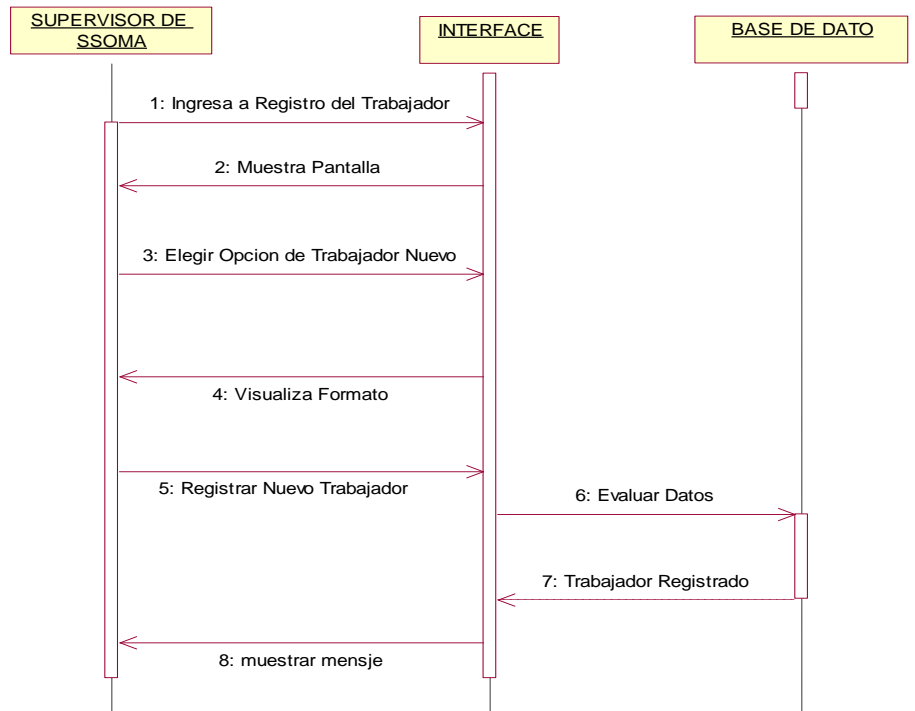 SUPERVISOR DE
SSOMA
INTERFACE
BASE DE DATO
1: Ingresa a Registro del Trabajador
2: Muestra Pantalla
3: Elegir Opcion de Trabajador Nuevo
4: Visualiza Formato
5: Registrar Nuevo Trabajador
6: Evaluar Datos
7: Trabajador Registrado
8: muestrar mensje